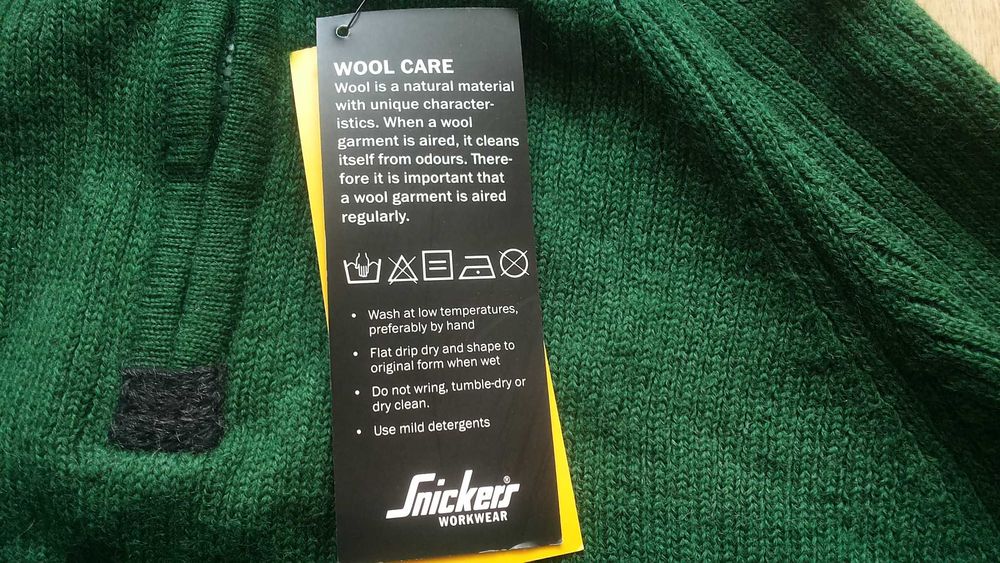 WOOL CARE
Wool is a natural material
with unique character-
istics. When a wool
garment is aired, it cleans
itself from odours. There-
fore it is important that
a wool garment is aired
regularly.
• Wash at low temperatures,
preferably by hand
• Flat drip dry and shape to
original form when wet
• Do not wring, tumble-dry or
dry clean.
• Use mild detergents
Snickers®
WORKWEAR